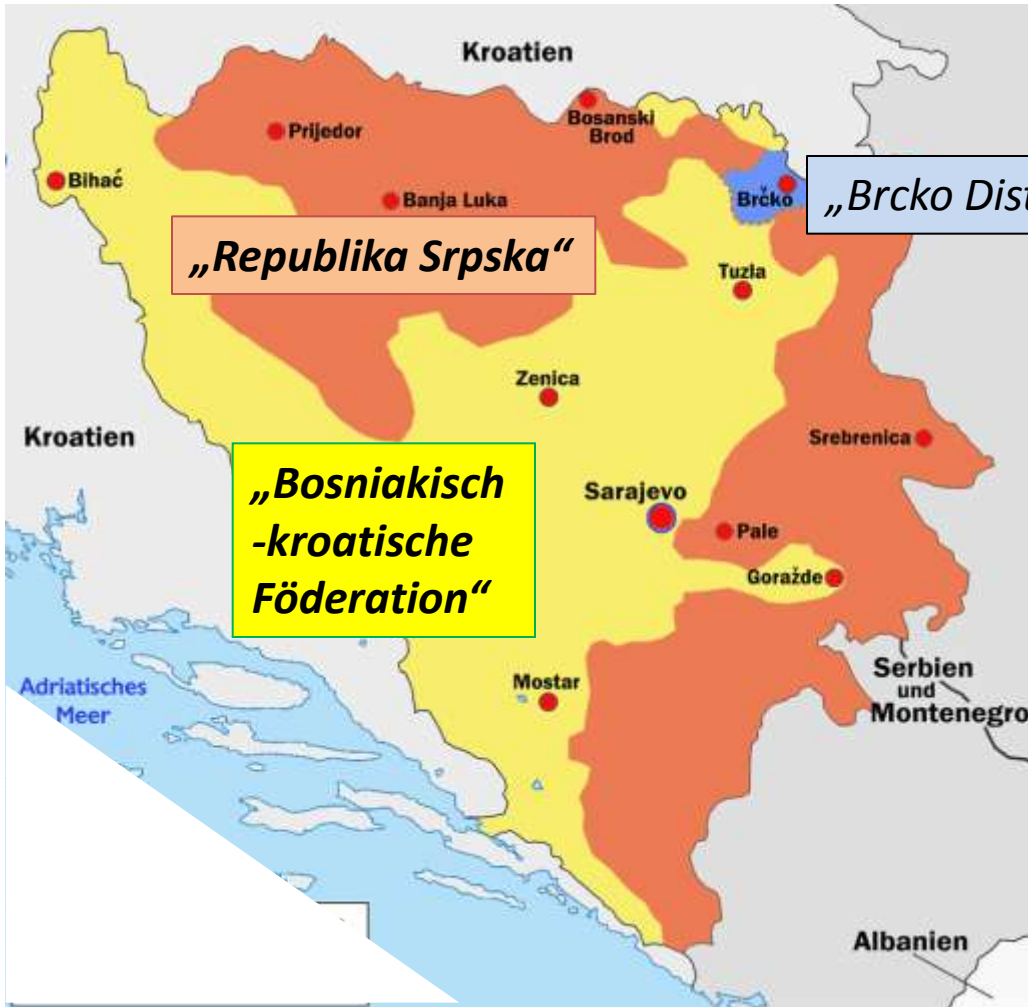 Kroatien
Bosanski
Brod
Prijedor
Bihać
Banja Luka
Brčko
„Brcko Dist
„Republika Srpska“
Tuzla
Zenica
Kroatien
Srebrenica
„Bosniakisch
-kroatische
Föderation“
Sarajevo
Pale
Goražde
Serbien
und
Montenegro
Adriatisches
Meer
Mostar
Albanien